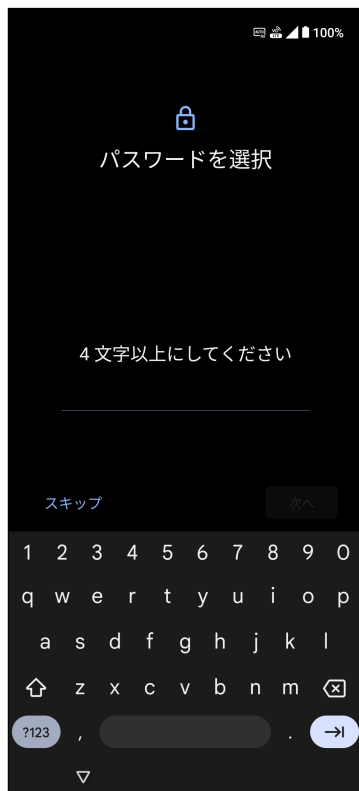 100%
パスワードを選択
4 文字以上にしてください
スキップ
次へ
1 2 3 4 5 6 7 8 9 0
q w e r t y u i o p
a s d f g h j k l
z x c v b n m
?123 , .